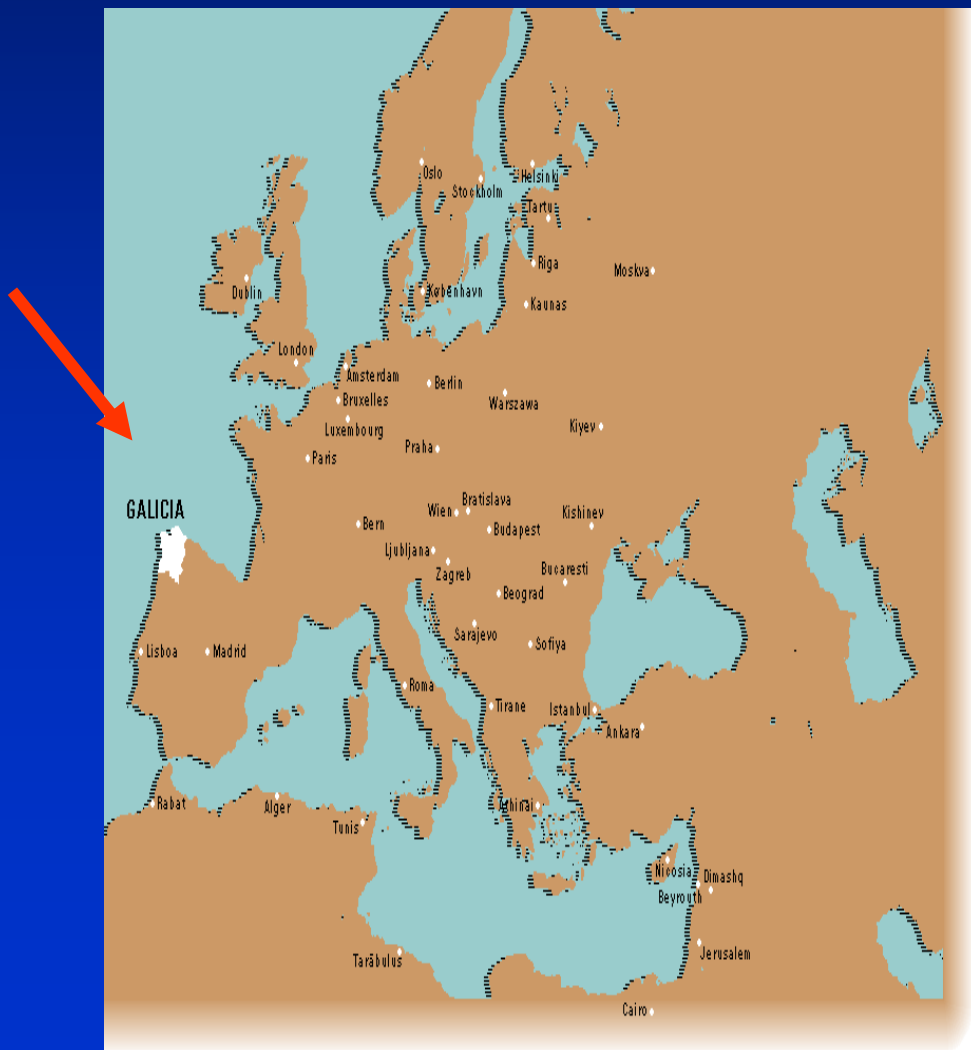 Oslo
Stockholm
Helsinki
Tartu
Riga
Moskva
Dublin
København
Kaunas
London
Amsterdam
Berlin
Bruxelles
Warszawa
Luxembourg
Kiyev
Praha
Paris
GALICIA
Bratislava
Wien
Kishinev
Bern
Budapest
Ljubljana
Zagreb
Bucaresti
Beograd
Sarajevo
Sofiya
Lisboa
Madrid
Roma
Tirane
Istanbul
Ankara
Rabat
Alger
Athinai
Tunis
Nicosia
Dimashq
Beyrouth
Jerusalem
Tarābulus
Cairo